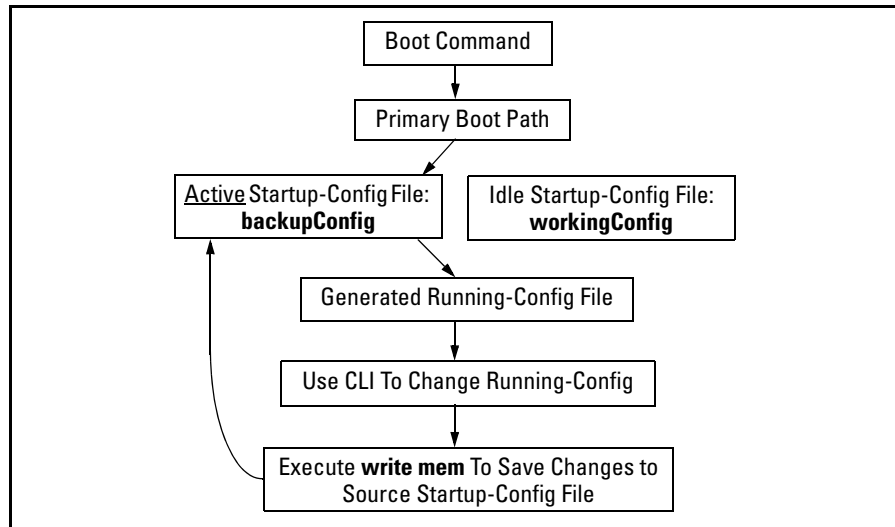 Boot Command
Primary Boot Path
Active Startup-Config File:
backupConfig
Idle Startup-Config File:
workingConfig
Generated Running-Config File
Use CLI To Change Running-Config
Execute write mem To Save Changes to
Source Startup-Config File